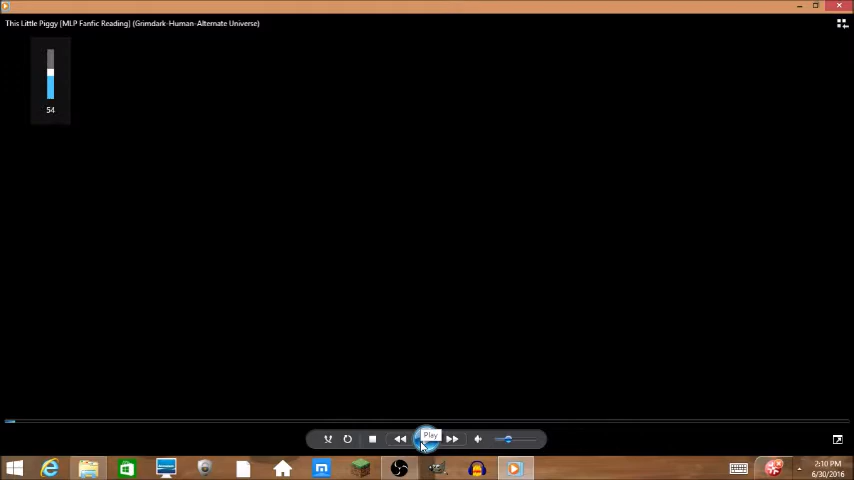 This Little Piggy [MLP Fanfic Reading] (Grimdark-Human-Alternate Universe)
54
Play
2:10 PM
6/30/2016